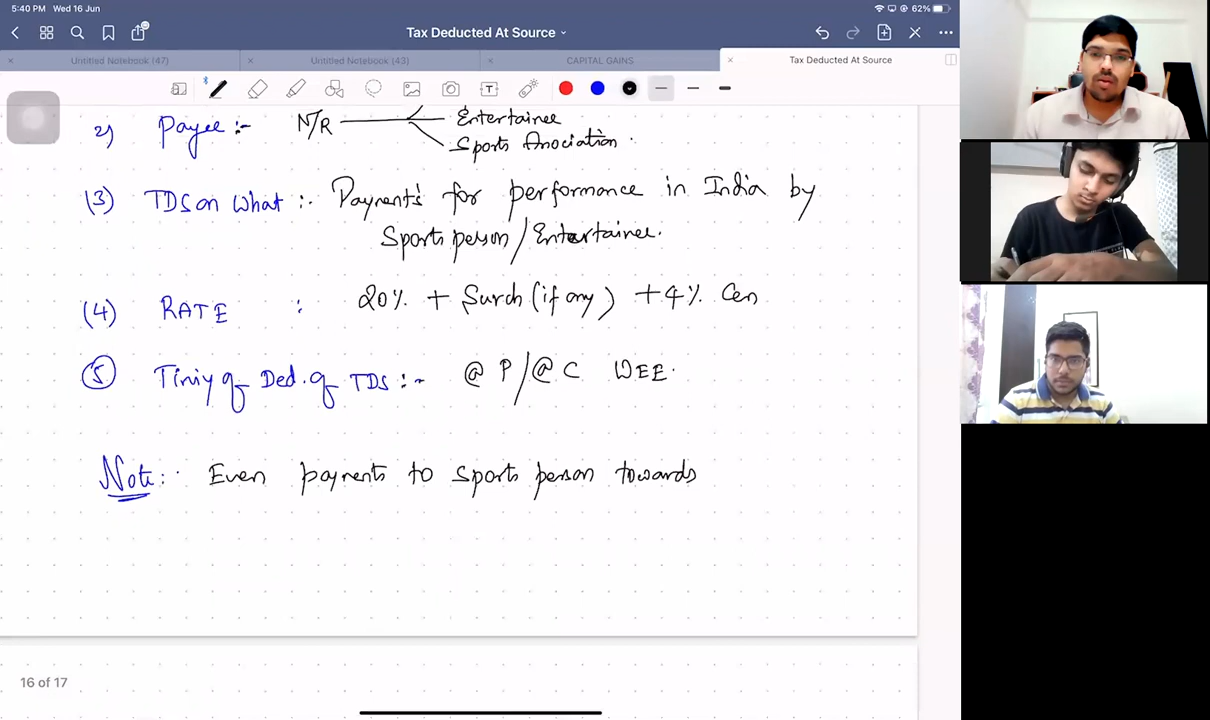 5:40 PM Wed 16 Jun
62%
Tax Deducted At Source
Untitled Notebook (47)
Untitled Notebook (43)
CAPITAL GAINS
Tax Deducted At Source
Entertainee
2) Payee :- N/R
Sports Association.
(3) TDS on What :- Payments for performance in India by
Sports person/Entertainee.
(4) RATE : 20% + Surch (if any) + 4% Cess
(5) Timing of Ded. of TDS :- @ P/@ C WEE.
Note:- Even payments to sports person towards
16 of 17